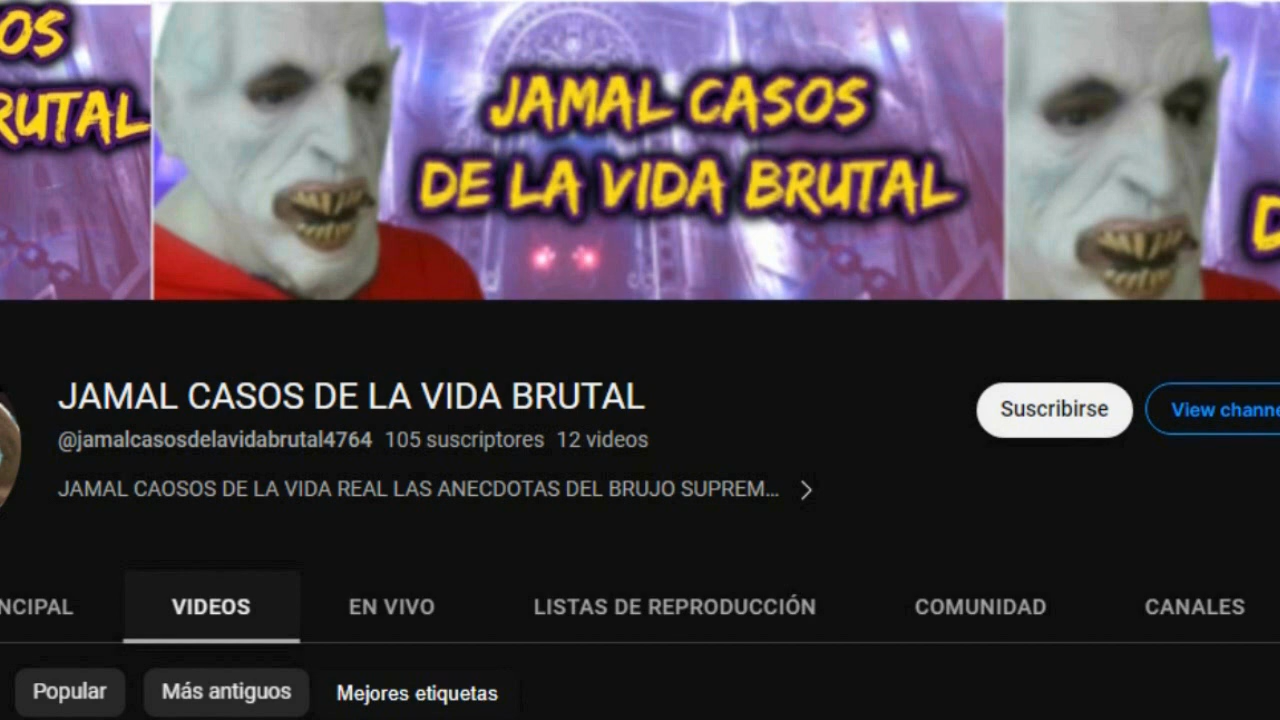 OS
RUTAL
JAMAL CASOS
DE LA VIDA BRUTAL
D
JAMAL CASOS DE LA VIDA BRUTAL
@jamalcasosdelavidabrutal4764 105 suscriptores 12 videos
JAMAL CAOSOS DE LA VIDA REAL LAS ANECDOTAS DEL BRUJO SUPREM...
Suscribirse
View channe
NCIPAL VIDEOS EN VIVO LISTAS DE REPRODUCCIÓN COMUNIDAD CANALES
Popular Más antiguos Mejores etiquetas